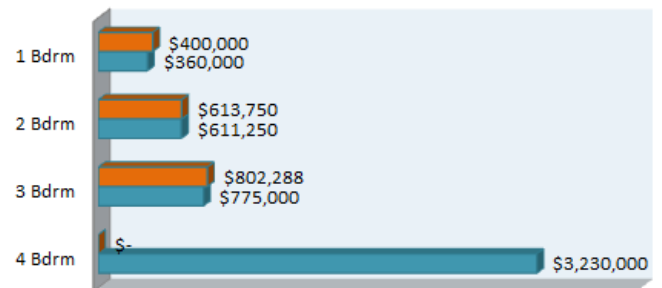 1 Bdrm
$400,000
$360,000
2 Bdrm
$613,750
$611,250
3 Bdrm
$802,288
$775,000
4 Bdrm
$-
$3,230,000